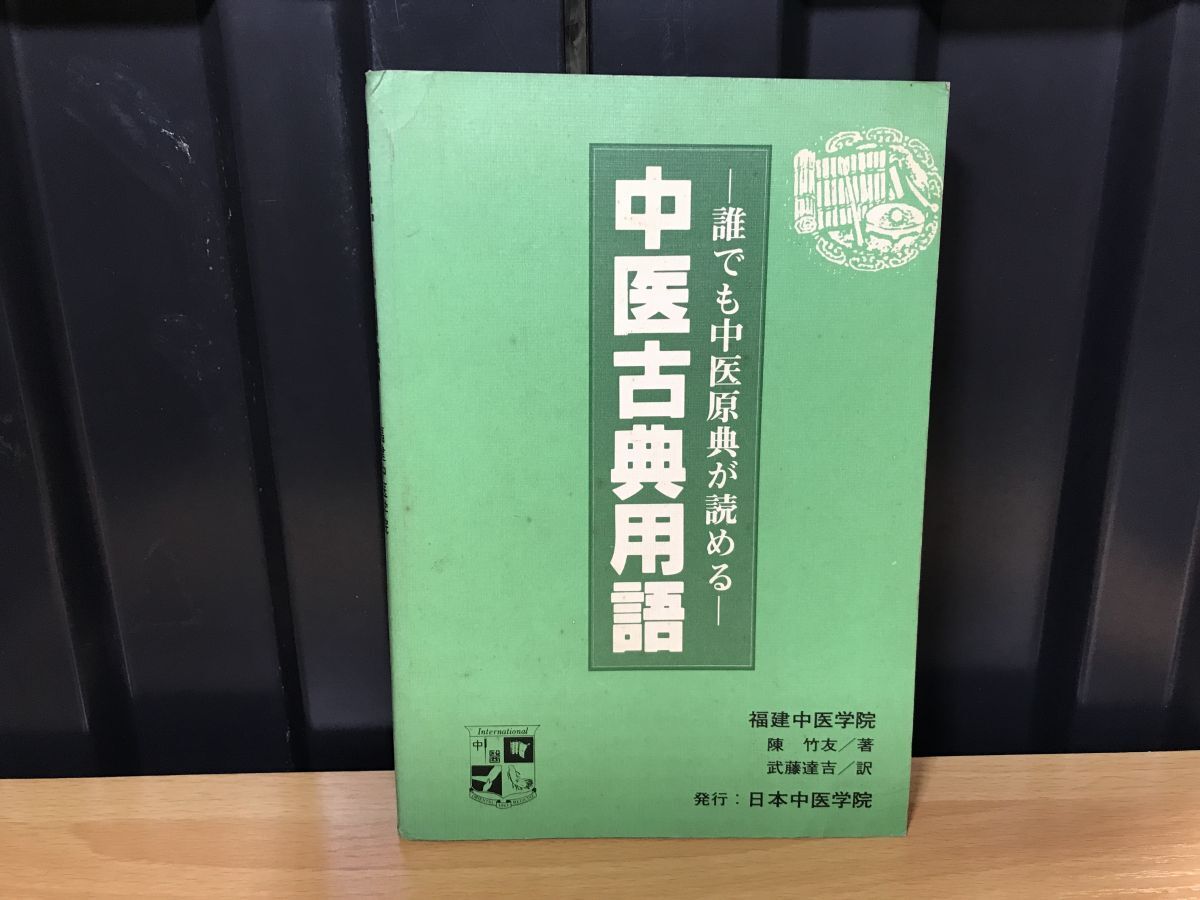 ―誰でも中医原典が読める―
中医古典用語
福建中医学院
陳 竹友／著
武藤達吉／訳
発行：日本中医学院
International
中
醫